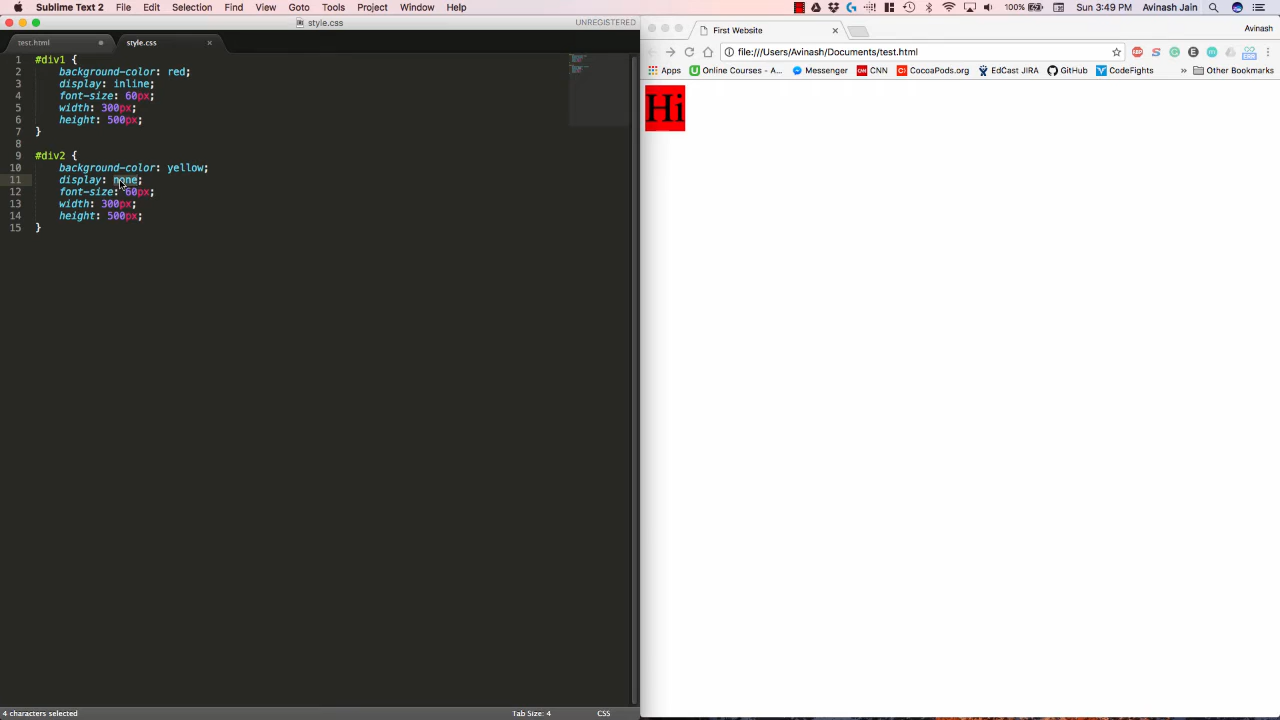 Sublime Text 2 File Edit Selection Find View Goto Tools Project Window Help 100% Sun 3:49 PM Avinash Jain
style.css UNREGISTERED
test.html style.css
1 #div1 {
2 background-color: red;
3 display: inline;
4 font-size: 60px;
5 width: 300px;
6 height: 500px;
7 }
8
9 #div2 {
10 background-color: yellow;
11 display: none;
12 font-size: 60px;
13 width: 300px;
14 height: 500px;
15 }
4 characters selected Tab Size: 4 CSS
First Website Avinash
file:///Users/Avinash/Documents/test.html
Apps Online Courses - A... Messenger CNN CocoaPods.org EdCast JIRA GitHub CodeFights » Other Bookmarks
Hi